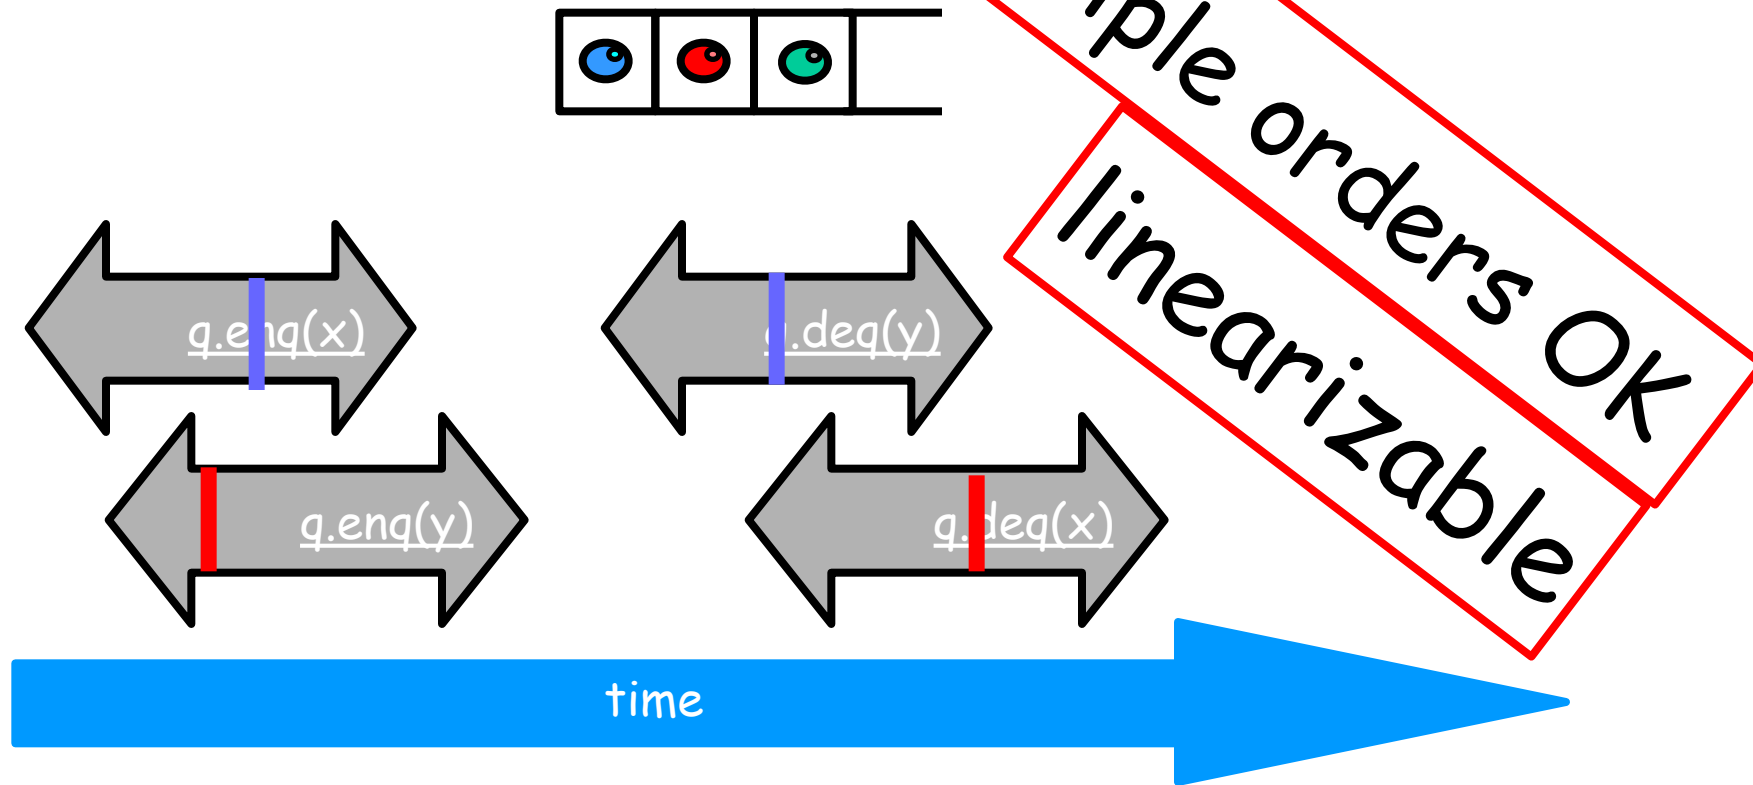 ple orders OK
linearizable
q.enq(x)
q.deq(y)
q.enq(y)
q.deq(x)
time